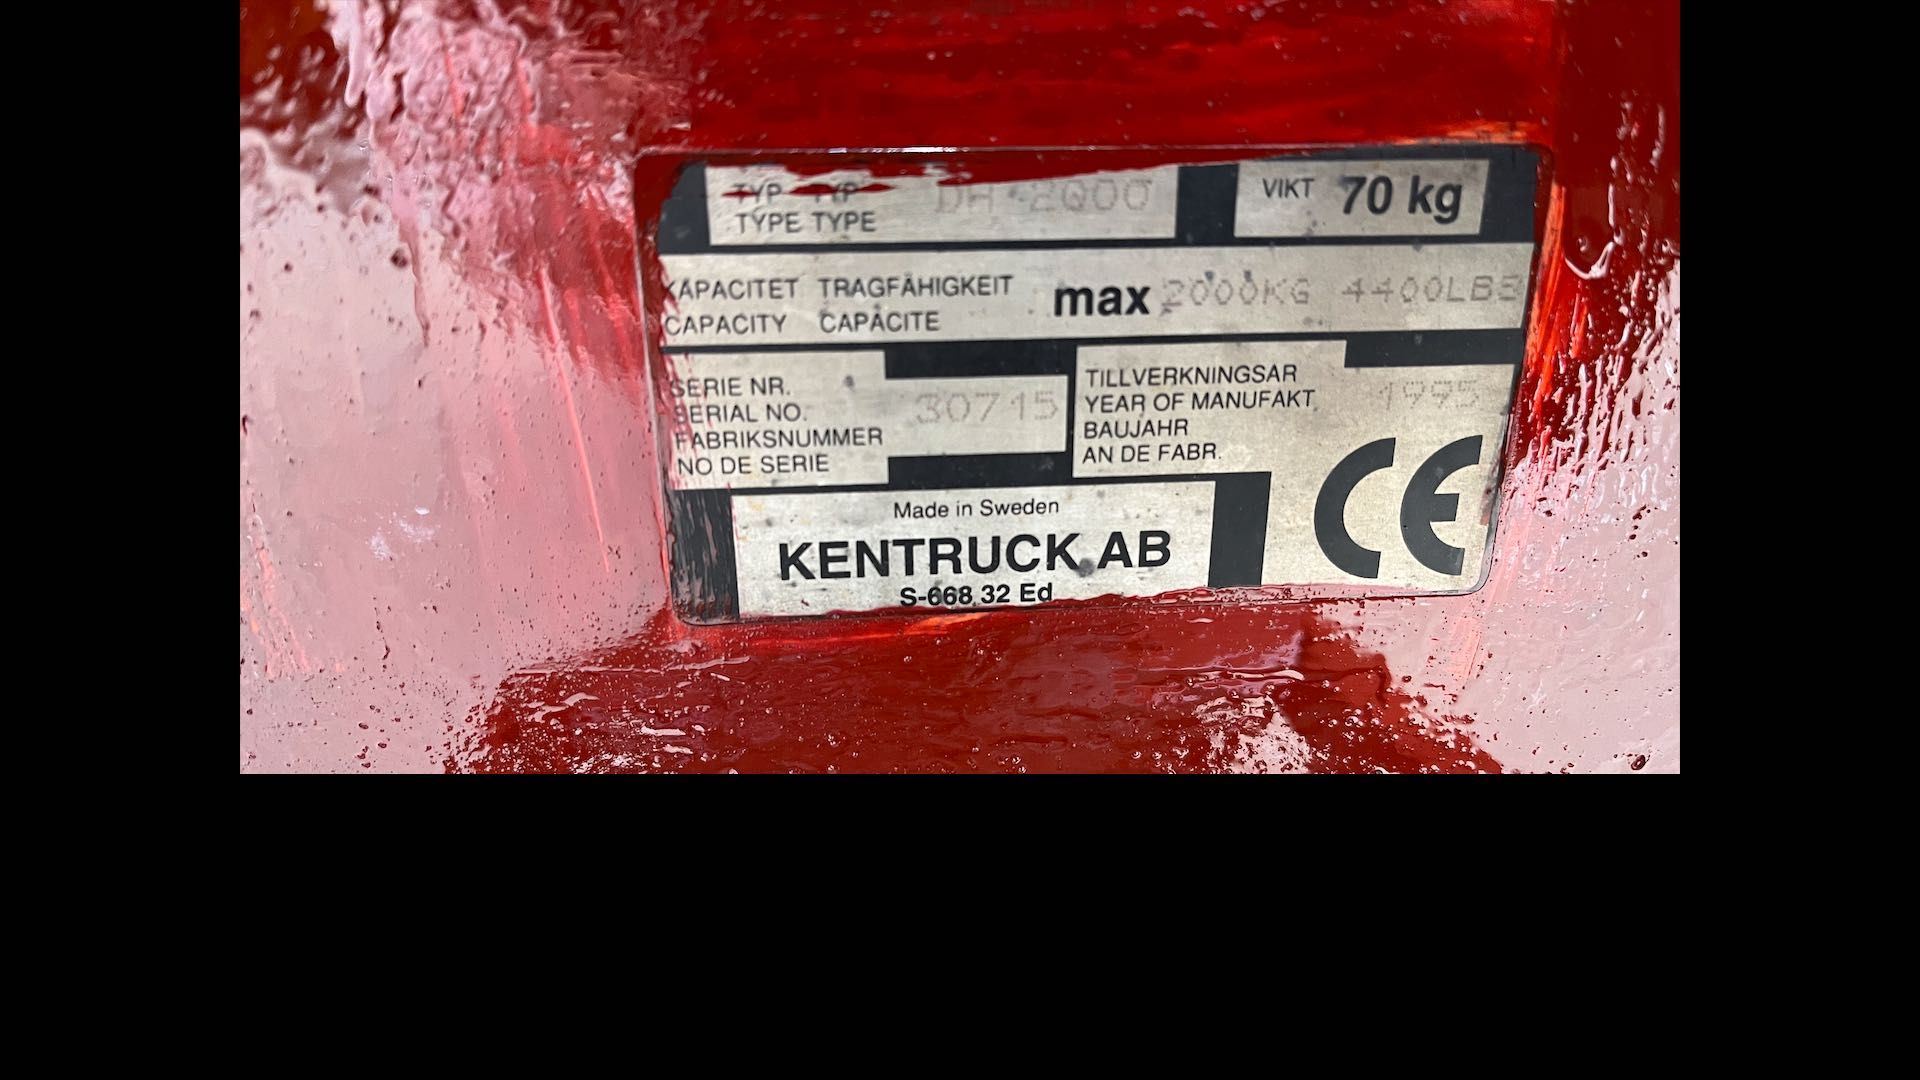 TYP TYP DH-2000
TYPE TYPE
VIKT 70 kg
KAPACITET TRAGFÄHIGKEIT
CAPACITY CAPACITE
max 2000KG 4400LBS
SERIE NR.
SERIAL NO.
FABRIKSNUMMER
NO DE SERIE
30715
TILLVERKNINGSAR
YEAR OF MANUFAKT.
BAUJAHR
AN DE FABR.
1995
CE
Made in Sweden
KENTRUCK AB
S-668 32 Ed